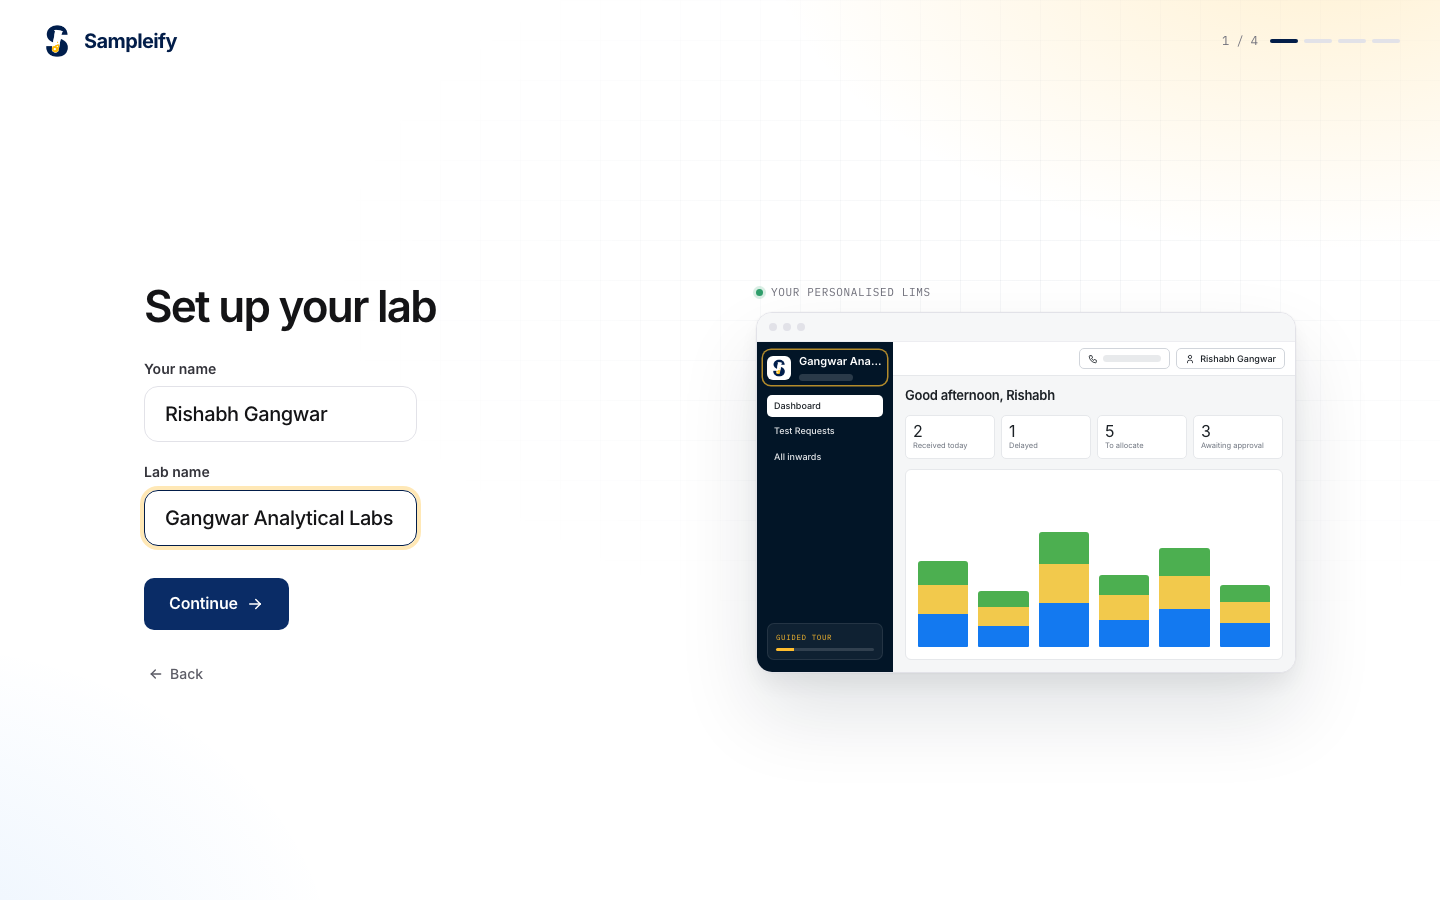 Sampleify
1 / 4
Set up your lab
Your name
Rishabh Gangwar
Lab name
Gangwar Analytical Labs
Continue
Back
YOUR PERSONALISED LIMS
Gangwar Ana...
Rishabh Gangwar
Dashboard
Test Requests
All inwards
GUIDED TOUR
Good afternoon, Rishabh
2
Received today
1
Delayed
5
To allocate
3
Awaiting approval